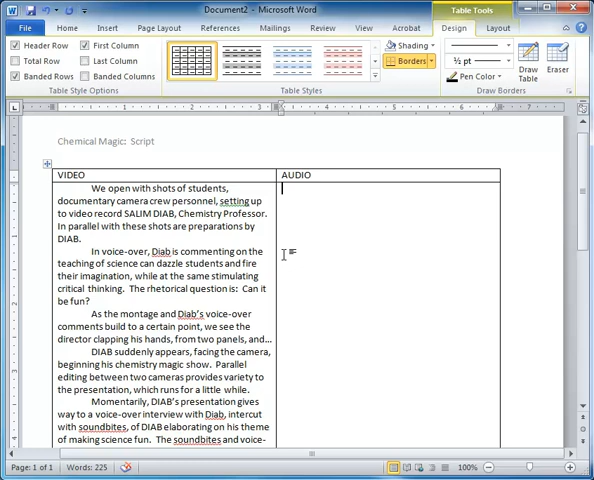 Document2 - Microsoft Word
Table Tools
File Home Insert Page Layout References Mailings Review View Acrobat Design Layout
Header Row First Column
Total Row Last Column
Banded Rows Banded Columns
Table Style Options
Table Styles
Shading
Borders
½ pt
Pen Color
Draw Table
Eraser
Draw Borders
Chemical Magic: Script
VIDEO AUDIO
We open with shots of students,
documentary camera crew personnel, setting up
to video record SALIM DIAB, Chemistry Professor.
In parallel with these shots are preparations by
DIAB.
In voice-over, Diab is commenting on the
teaching of science can dazzle students and fire
their imagination, while at the same stimulating
critical thinking. The rhetorical question is: Can it
be fun?
As the montage and Diab's voice-over
comments build to a certain point, we see the
director clapping his hands, from two panels, and...
DIAB suddenly appears, facing the camera,
beginning his chemistry magic show. Parallel
editing between two cameras provides variety to
the presentation, which runs for a little while.
Momentarily, DIAB's presentation gives
way to a voice-over interview with Diab, intercut
with soundbites, of DIAB elaborating on his theme
of making science fun. The soundbites and voice-
Page: 1 of 1 Words: 225 100%